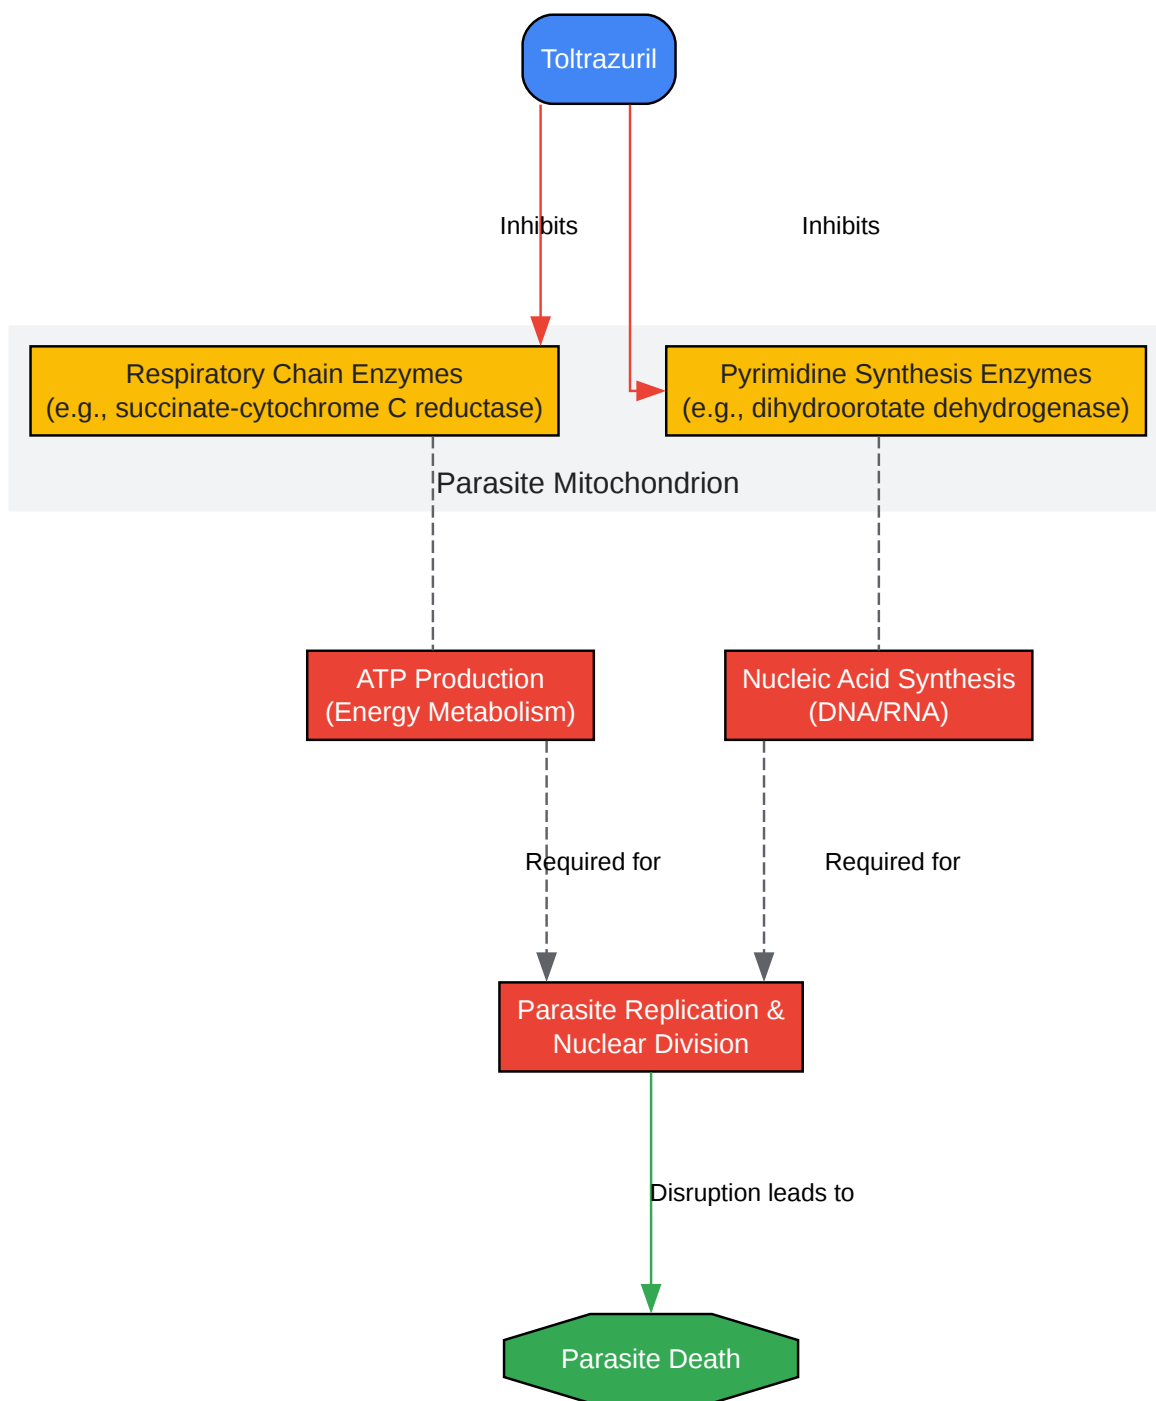 Toltrazuril
Inhibits
Inhibits
Respiratory Chain Enzymes
(e.g., succinate-cytochrome C reductase)
Pyrimidine Synthesis Enzymes
(e.g., dihydroorotate dehydrogenase)
Parasite Mitochondrion
ATP Production
(Energy Metabolism)
Nucleic Acid Synthesis
(DNA/RNA)
Required for
Required for
Parasite Replication &
Nuclear Division
Disruption leads to
Parasite Death